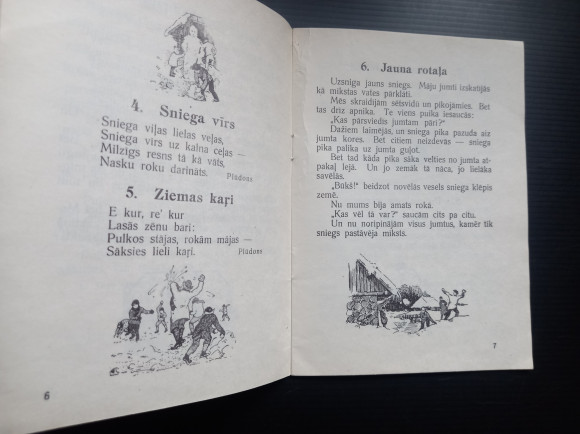 4. Sniega vīrs
Sniega viļas lielas veļas,
Sniega vīrs uz kalna ceļas —
Milzīgs resns tā kā vāts,
Nasku roku darināts. Plūdons
5. Ziemas kaŗi
E kur, re' kur
Lasās zēnu bari:
Pulkos stājas, rokām mājas —
Sāksies lieli kaŗi. Plūdons
6
6. Jauna rotaļa
Uzsniga jauns sniegs. Māju jumti izskatījās
kā mīkstas vates pārklāti.
Mēs skraidījām sētsvidū un pikojāmies. Bet
tas drīz apnika. Te viens puika iesaucās:
„Kas pārsviedīs jumtam pāri?“
Dažiem laimējās, un sniega pika pazuda aiz
jumta kores. Bet citiem neizdevās — sniega
pika palika uz jumta guļot.
Bet tad kāda pika sāka velties no jumta at-
pakaļ lejā. Un jo zemāk tā nāca, jo lielāka
savēlās.
„Būkš!“ beidzot novēlās vesels sniega klēpis
zemē.
Nu mums bija amats rokā.
„Kas vēl tā var?“ saucām cits pa citu.
Un nu noripinājām visus jumtus, kamēr tik
sniegs pastāvēja mīksts.
7